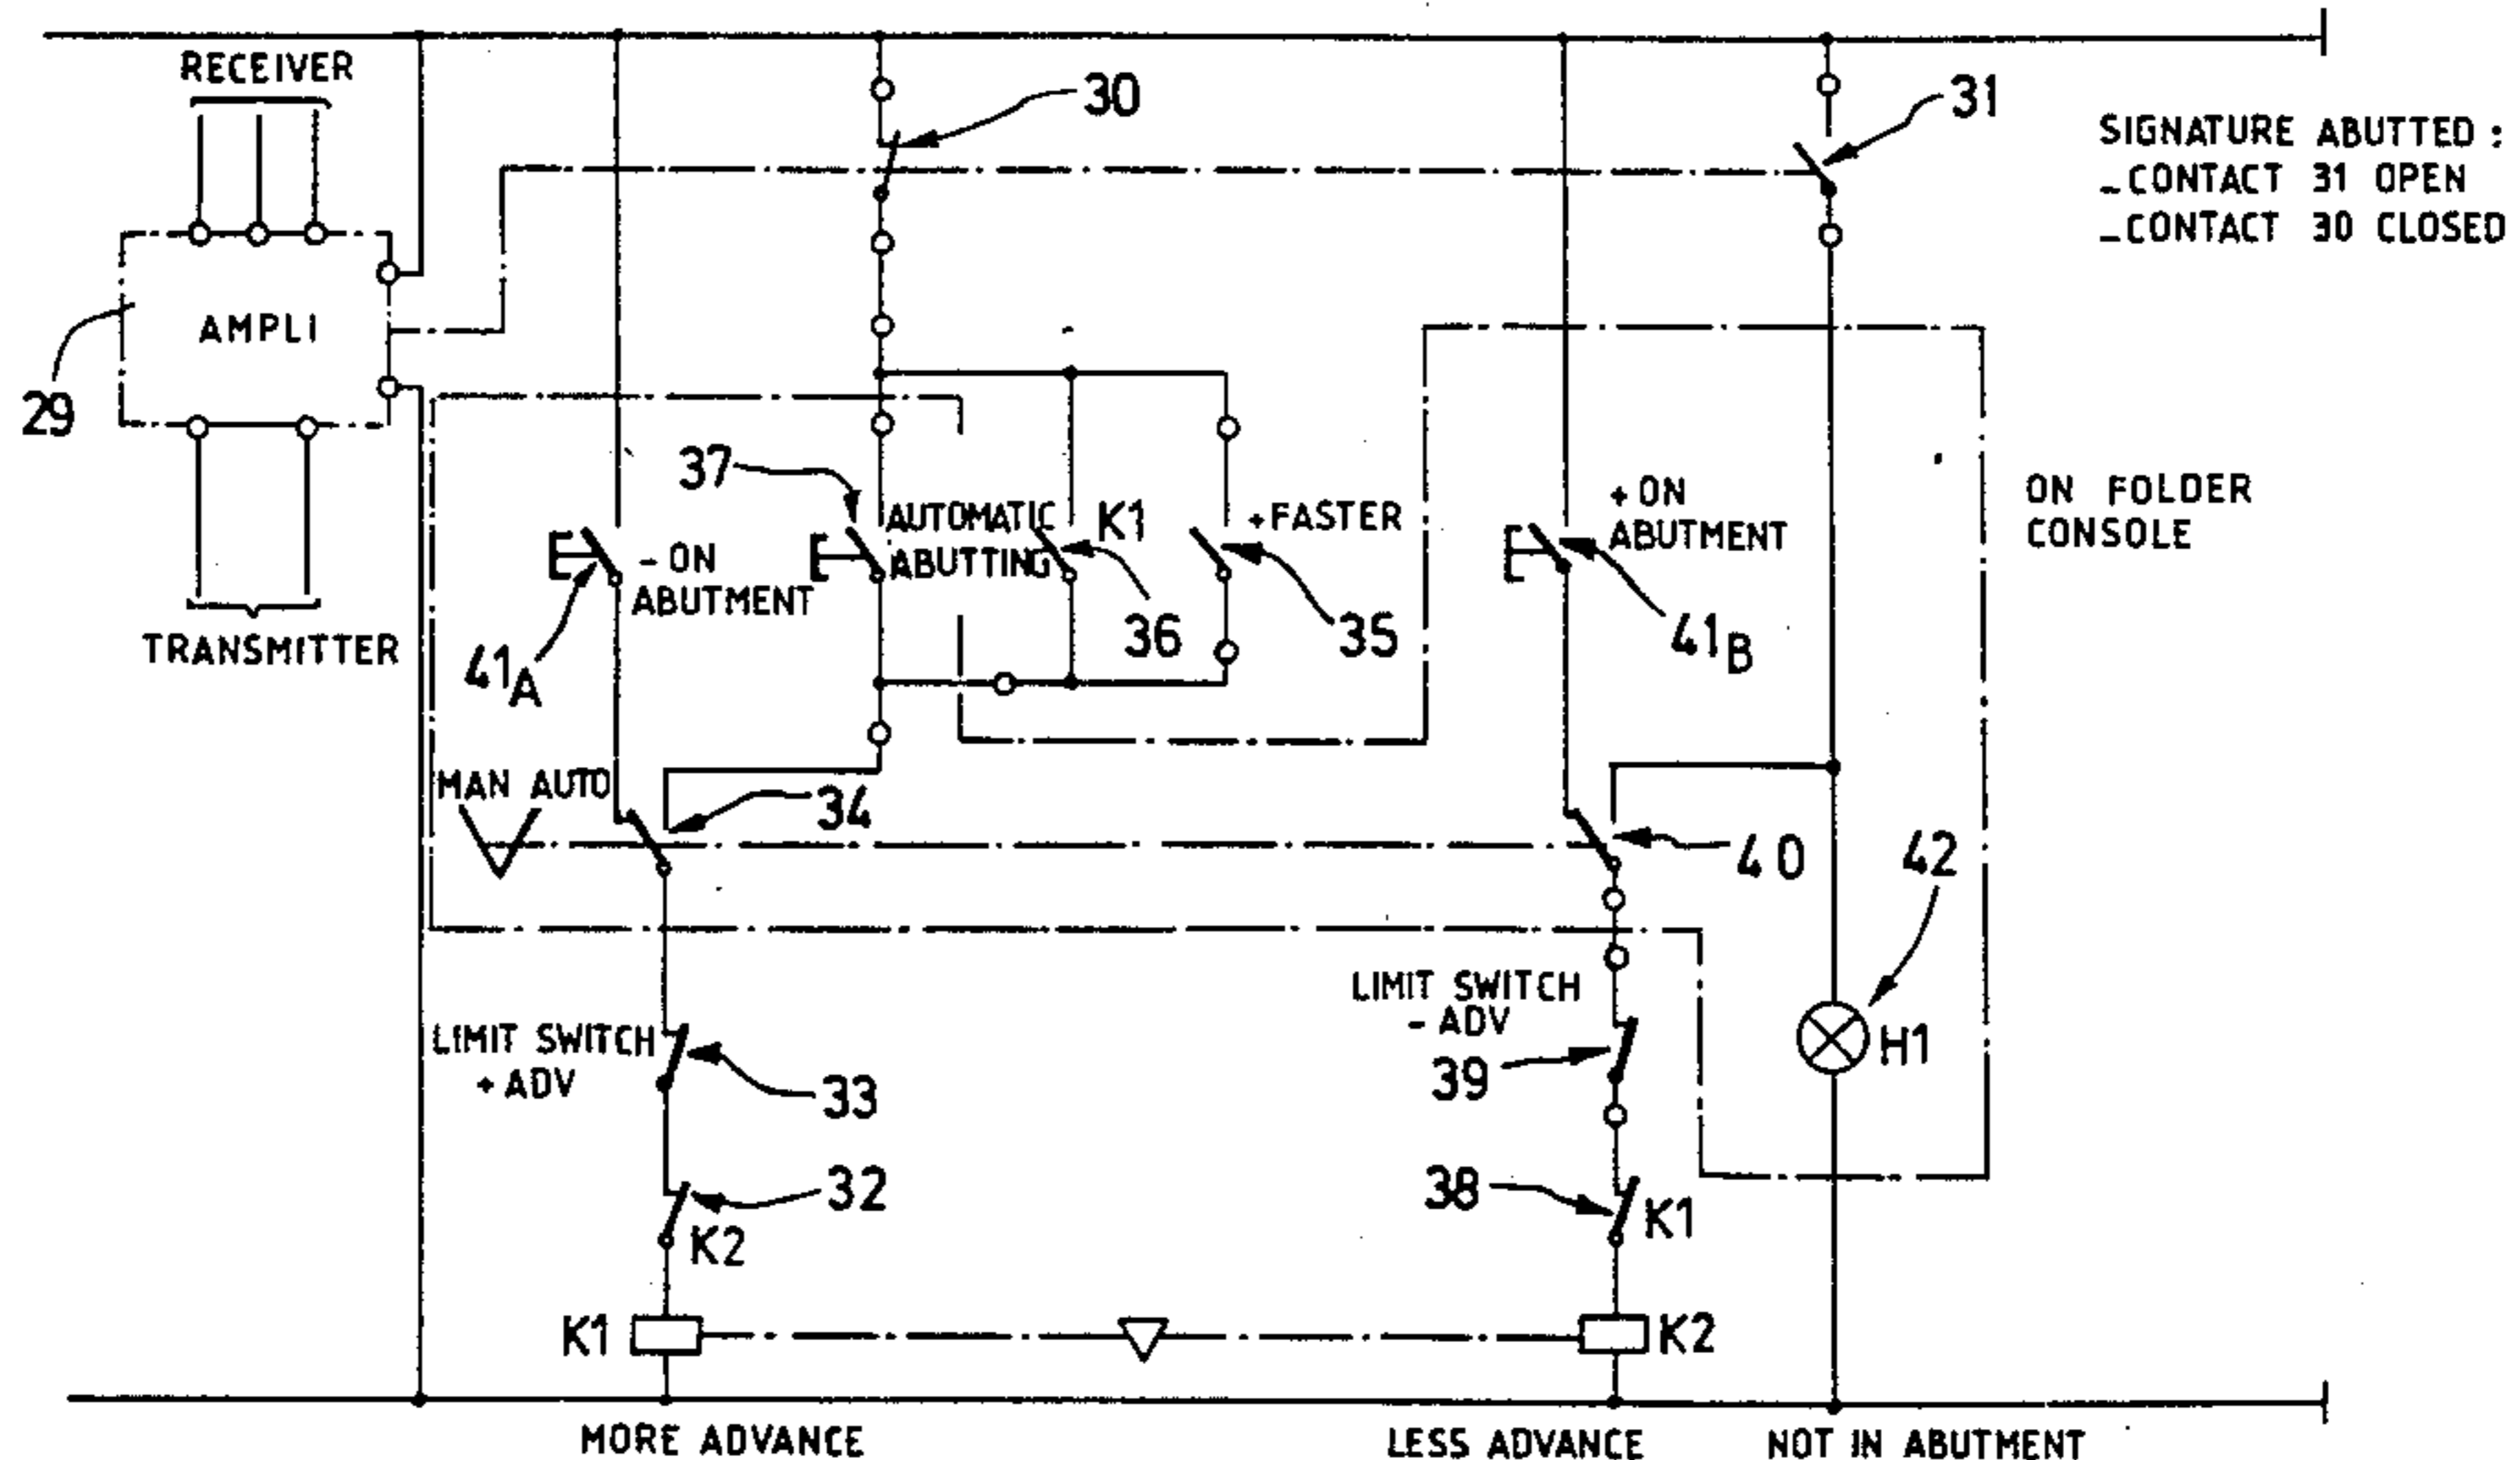 RECEIVER
30
31
SIGNATURE ABUTTED :
- CONTACT 31 OPEN
- CONTACT 30 CLOSED
AMPLI
29
37
AUTOMATIC
ABUTTING
K1
+ FASTER
+ ON
ABUTMENT
ON FOLDER
CONSOLE
- ON
ABUTMENT
TRANSMITTER
41A
36
35
41B
MAN AUTO
34
40
42
LIMIT SWITCH
- ADV
LIMIT SWITCH
+ ADV
33
39
H1
32
K2
38
K1
K1
K2
MORE ADVANCE
LESS ADVANCE
NOT IN ABUTMENT